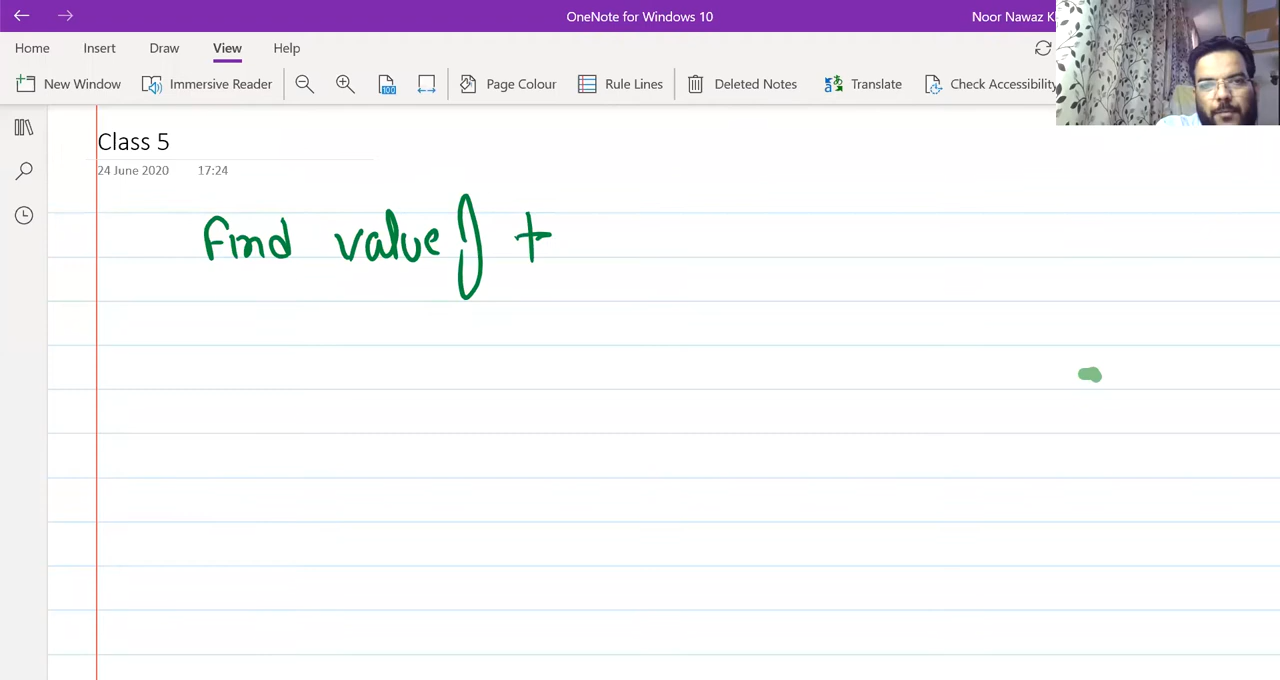 OneNote for Windows 10
Noor Nawaz K
Home Insert Draw View Help
New Window Immersive Reader Page Colour Rule Lines Deleted Notes Translate Check Accessibility
Class 5
24 June 2020 17:24
Find value of t